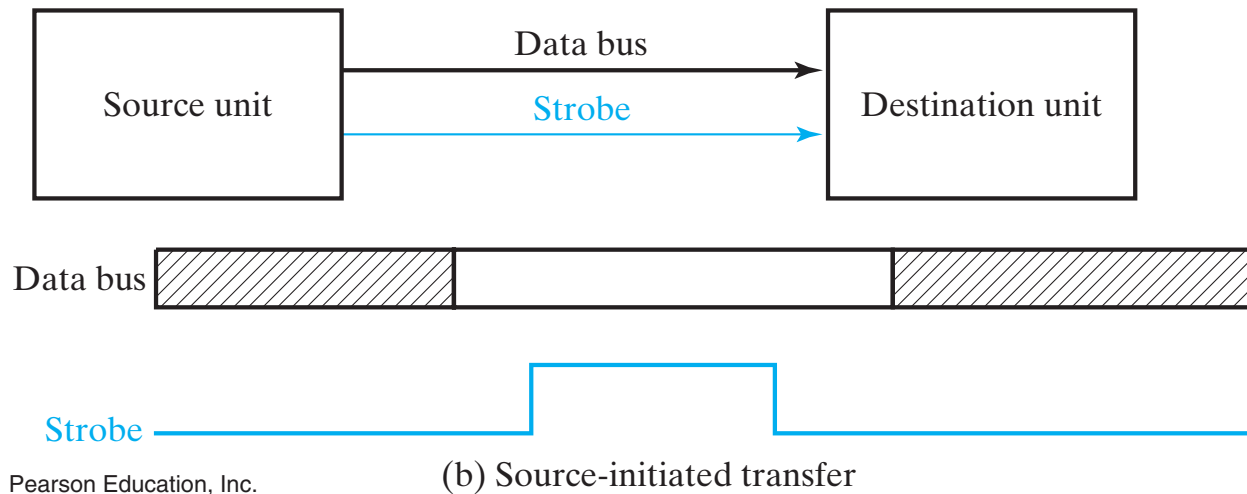 Data bus
Source unit
Strobe
Destination unit
Data bus
Strobe
Pearson Education, Inc.
(b) Source-initiated transfer